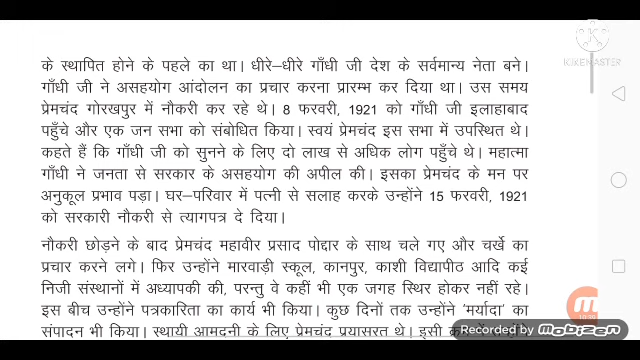 के स्थापित होने के पहले का था। धीरे–धीरे गाँधी जी देश के सर्वमान्य नेता बने।
गाँधी जी ने असहयोग आंदोलन का प्रचार करना प्रारम्भ कर दिया था। उस समय
प्रेमचंद गोरखपुर में नौकरी कर रहे थे। 8 फरवरी, 1921 को गाँधी जी इलाहाबाद
पहुँचे और एक जन सभा को संबोधित किया। स्वयं प्रेमचंद इस सभा में उपस्थित थे।
कहते हैं कि गाँधी जी को सुनने के लिए दो लाख से अधिक लोग पहुँचे थे। महात्मा
गाँधी ने जनता से सरकार के असहयोग की अपील की। इसका प्रेमचंद के मन पर
अनुकूल प्रभाव पड़ा। घर–परिवार में पत्नी से सलाह करके उन्होंने 15 फरवरी, 1921
को सरकारी नौकरी से त्यागपत्र दे दिया।
नौकरी छोड़ने के बाद प्रेमचंद महावीर प्रसाद पोद्दार के साथ चले गए और चर्खे का
प्रचार करने लगे। फिर उन्होंने मारवाड़ी स्कूल, कानपुर, काशी विद्यापीठ आदि कई
निजी संस्थानों में अध्यापकी की, परन्तु वे कहीं भी एक जगह स्थिर होकर नहीं रहे।
इस बीच उन्होंने पत्रकारिता का कार्य भी किया। कुछ दिनों तक उन्होंने 'मर्यादा' का
संपादन भी किया। स्थायी आमदनी के लिए प्रेमचंद प्रयासरत थे। इसी
KINEMASTER
Recorded by mobizen